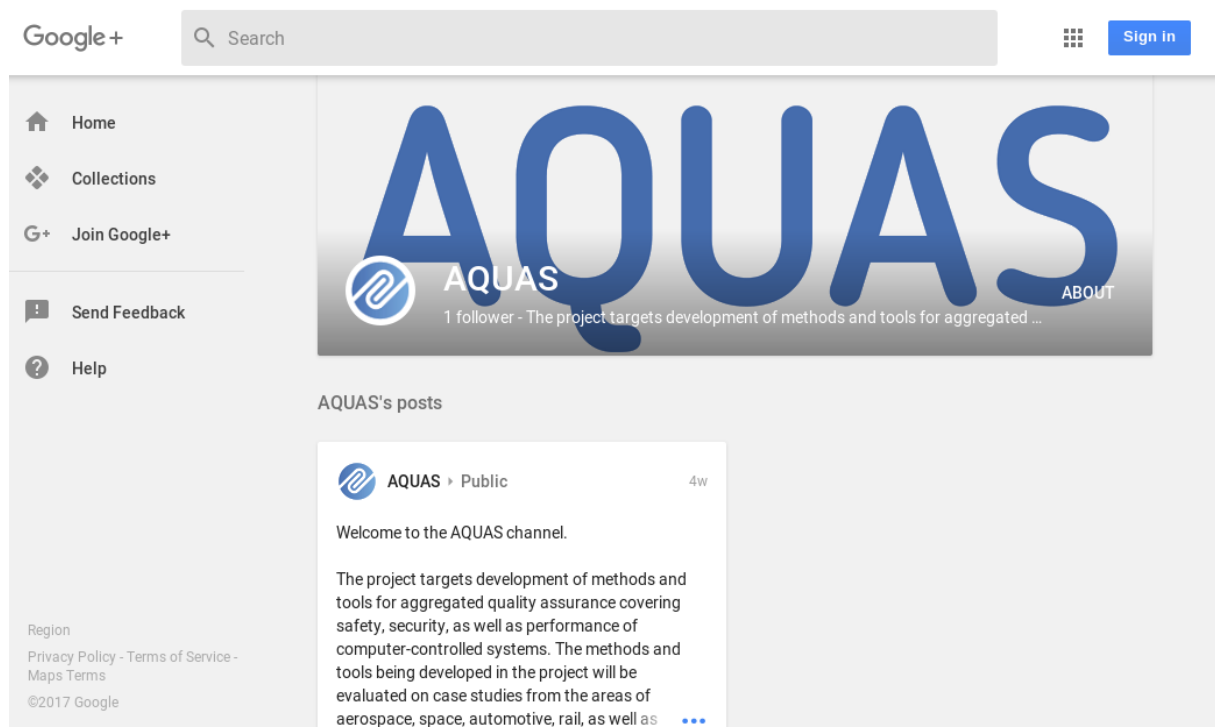 Google+
Search
Sign in
Home
Collections
Join Google+
Send Feedback
Help
Region
Privacy Policy - Terms of Service -
Maps Terms
©2017 Google
AQUAS
AQUAS
1 follower - The project targets development of methods and tools for aggregated ...
ABOUT
AQUAS's posts
AQUAS Public
4w
Welcome to the AQUAS channel.
The project targets development of methods and
tools for aggregated quality assurance covering
safety, security, as well as performance of
computer-controlled systems. The methods and
tools being developed in the project will be
evaluated on case studies from the areas of
aerospace, space, automotive, rail, as well as